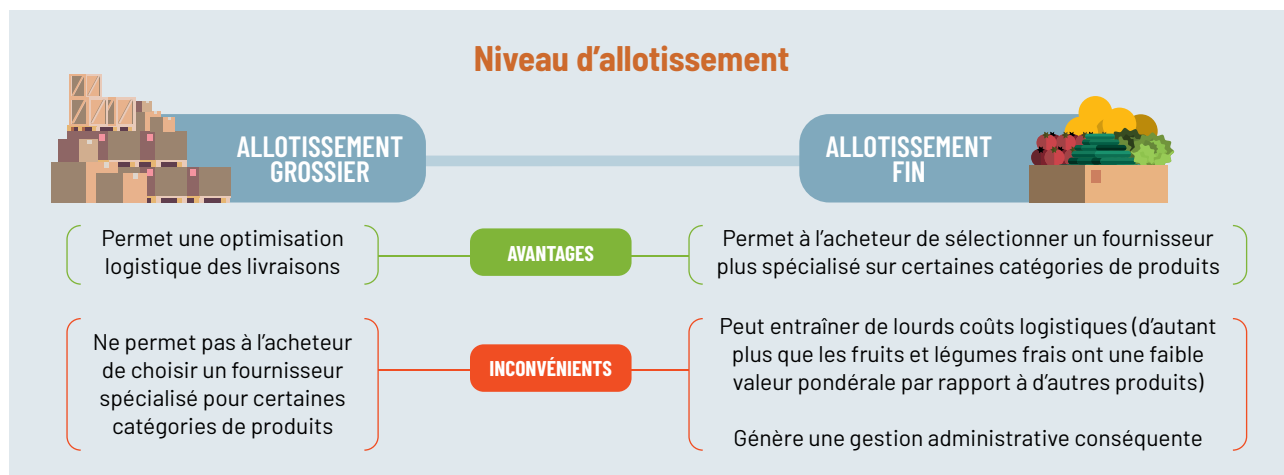 Niveau d'allotissement
ALLOTISSEMENT
GROSSIER
ALLOTISSEMENT
FIN
Permet une optimisation
logistique des livraisons
AVANTAGES
Permet à l'acheteur de sélectionner un fournisseur
plus spécialisé sur certaines catégories de produits
Ne permet pas à l'acheteur
de choisir un fournisseur
spécialisé pour certaines
catégories de produits
INCONVÉNIENTS
Peut entraîner de lourds coûts logistiques (d'autant
plus que les fruits et légumes frais ont une faible
valeur pondérale par rapport à d'autres produits)
Génère une gestion administrative conséquente